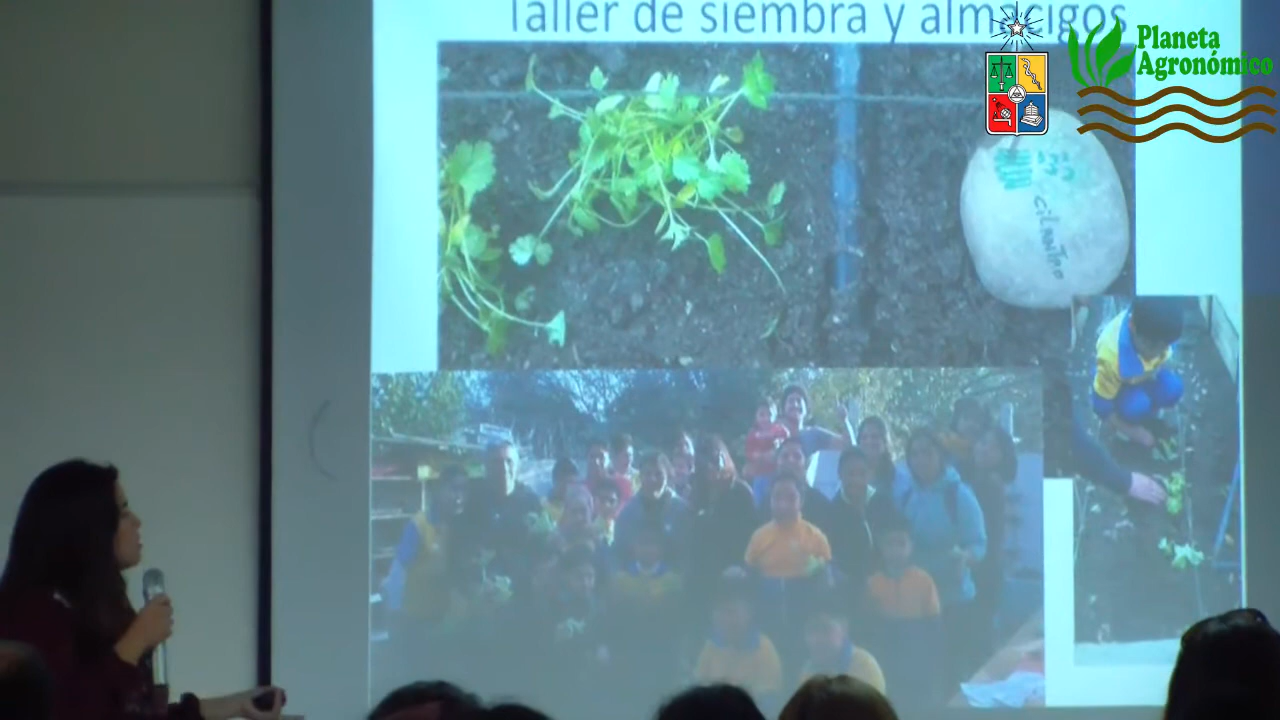 Taller de siembra y almácigos
Planeta
Agronómico
cilantro